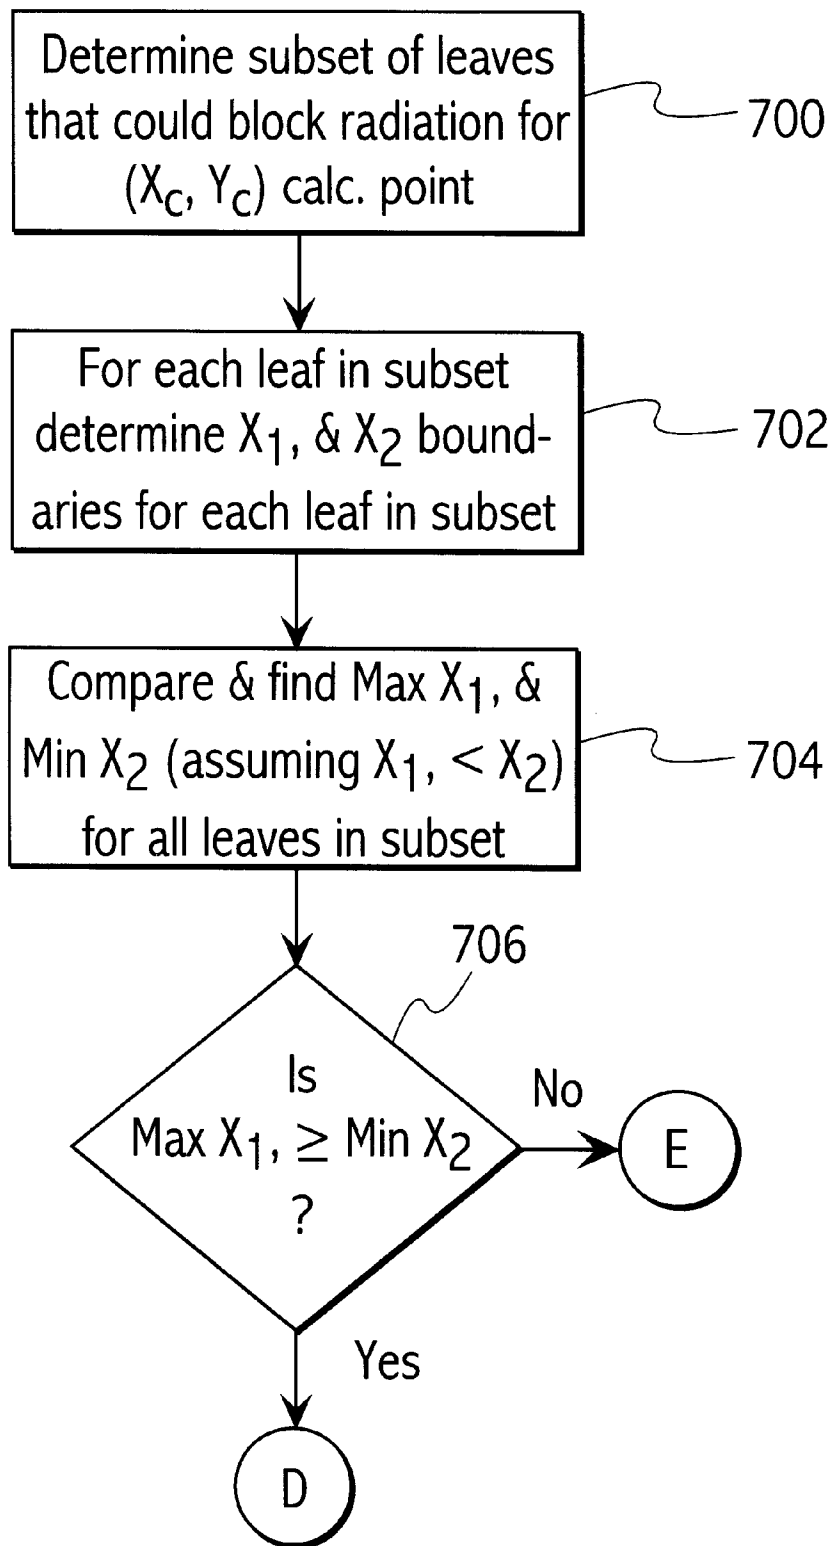 Determine subset of leaves
that could block radiation for
(XC, YC) calc. point
700
For each leaf in subset
determine X1, & X2 bound-
aries for each leaf in subset
702
Compare & find Max X1, &
Min X2 (assuming X1, < X2)
for all leaves in subset
704
706
Is
Max X1, ≥ Min X2
?
No
E
Yes
D